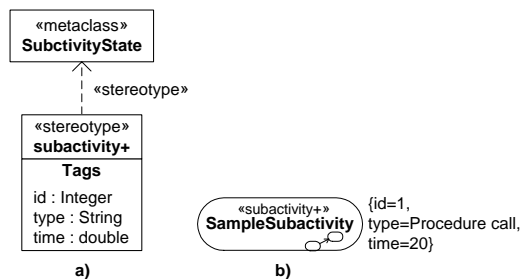 «metaclass»
SubctivityState
«stereotype»
«stereotype»
subactivity+
Tags
id : Integer
type : String
time : double
a)
«subactivity+»
SampleSubactivity
{id=1,
type=Procedure call,
time=20}
b)